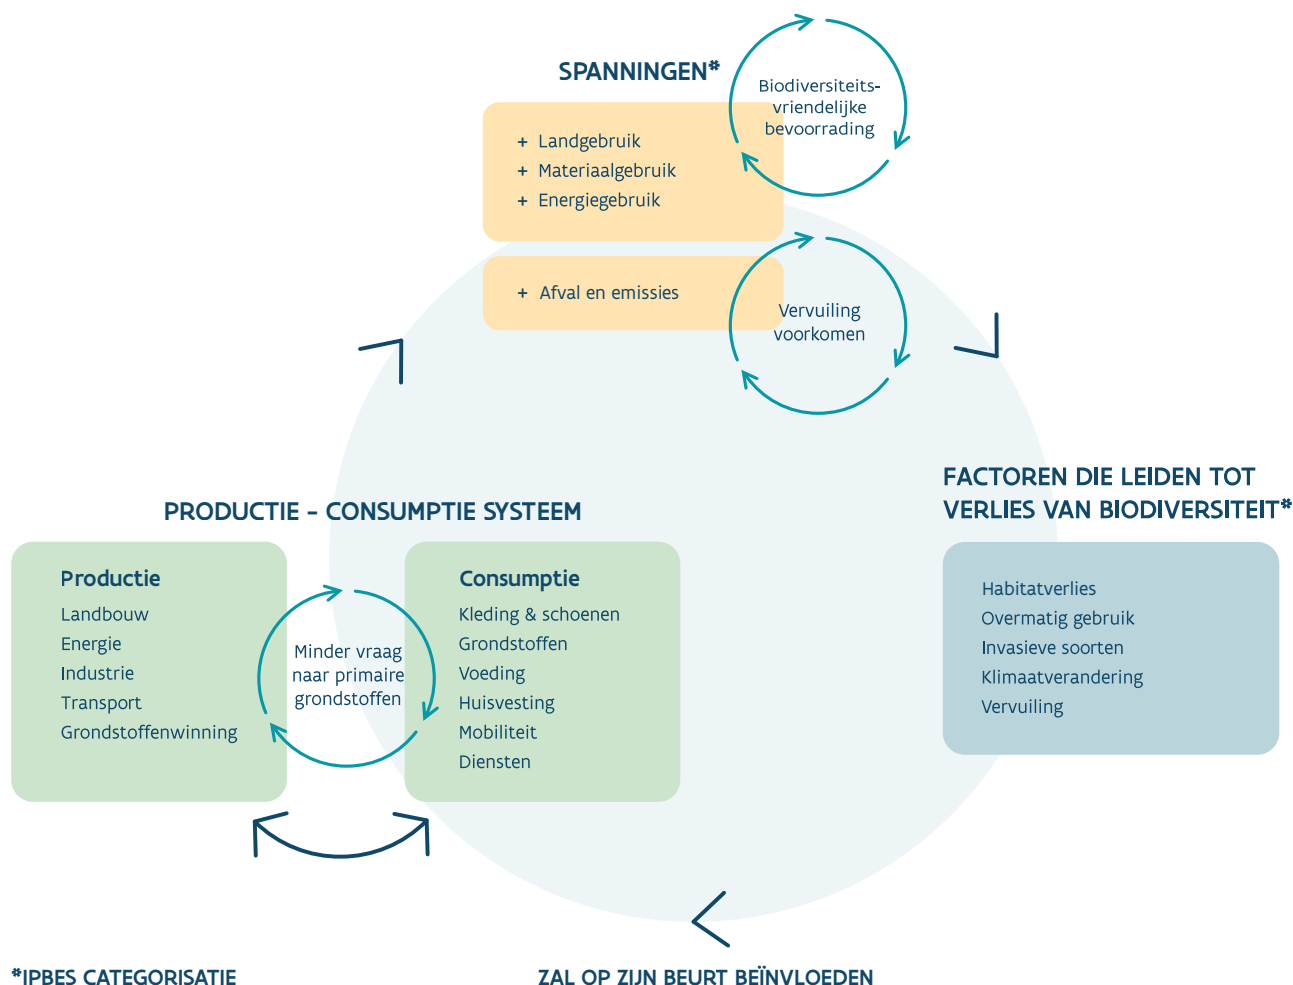 SPANNINGEN*
Biodiversiteits-
vriendelijke
bevoorrading
+ Landgebruik
+ Materiaalgebruik
+ Energiegebruik
+ Afval en emissies
Vervuiling
voorkomen
FACTOREN DIE LEIDEN TOT
VERLIES VAN BIODIVERSITEIT*
Habitatverlies
Overmatig gebruik
Invasieve soorten
Klimaatverandering
Vervuiling
PRODUCTIE - CONSUMPTIE SYSTEEM
Productie
Landbouw
Energie
Industrie
Transport
Grondstoffenwinning
Minder vraag
naar primaire
grondstoffen
Consumptie
Kleding & schoenen
Grondstoffen
Voeding
Huisvesting
Mobiliteit
Diensten
*IPBES CATEGORISATIE
ZAL OP ZIJN BEURT BEÏNVLOEDEN